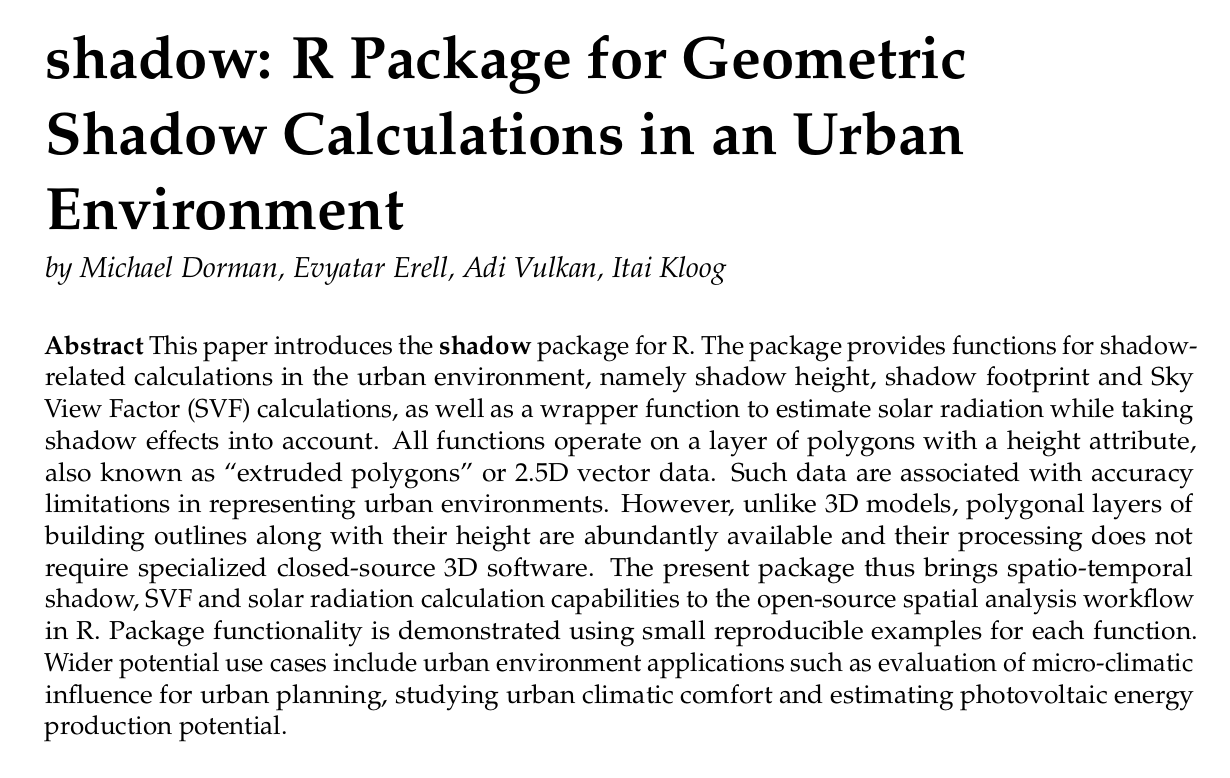 shadow: R Package for Geometric
Shadow Calculations in an Urban
Environment
by Michael Dorman, Evyatar Erell, Adi Vulkan, Itai Kloog
Abstract This paper introduces the shadow package for R. The package provides functions for shadow-
related calculations in the urban environment, namely shadow height, shadow footprint and Sky
View Factor (SVF) calculations, as well as a wrapper function to estimate solar radiation while taking
shadow effects into account. All functions operate on a layer of polygons with a height attribute,
also known as “extruded polygons” or 2.5D vector data. Such data are associated with accuracy
limitations in representing urban environments. However, unlike 3D models, polygonal layers of
building outlines along with their height are abundantly available and their processing does not
require specialized closed-source 3D software. The present package thus brings spatio-temporal
shadow, SVF and solar radiation calculation capabilities to the open-source spatial analysis workflow
in R. Package functionality is demonstrated using small reproducible examples for each function.
Wider potential use cases include urban environment applications such as evaluation of micro-climatic
influence for urban planning, studying urban climatic comfort and estimating photovoltaic energy
production potential.